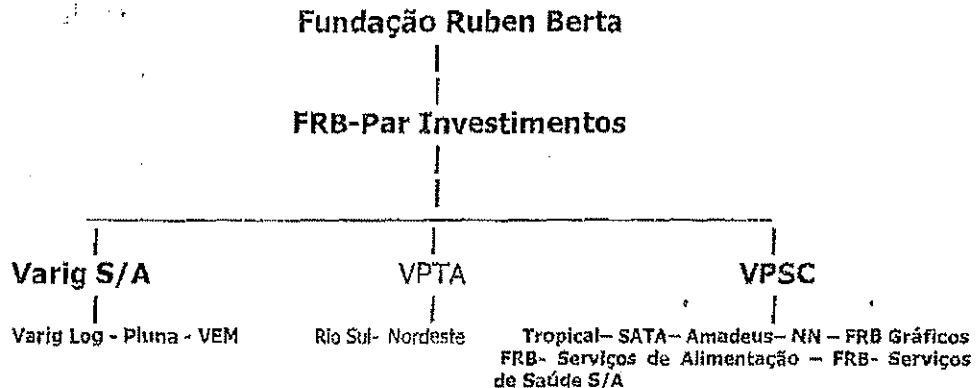 Fundação Ruben Berta
FRB-Par Investimentos
Varig S/A VPTA VPSC
Varig Log - Pluna - VEM Rio Sul- Nordeste Tropical– SATA– Amadeus– NN – FRB Gráficos
FRB- Serviços de Alimentação – FRB- Serviços
de Saúde S/A